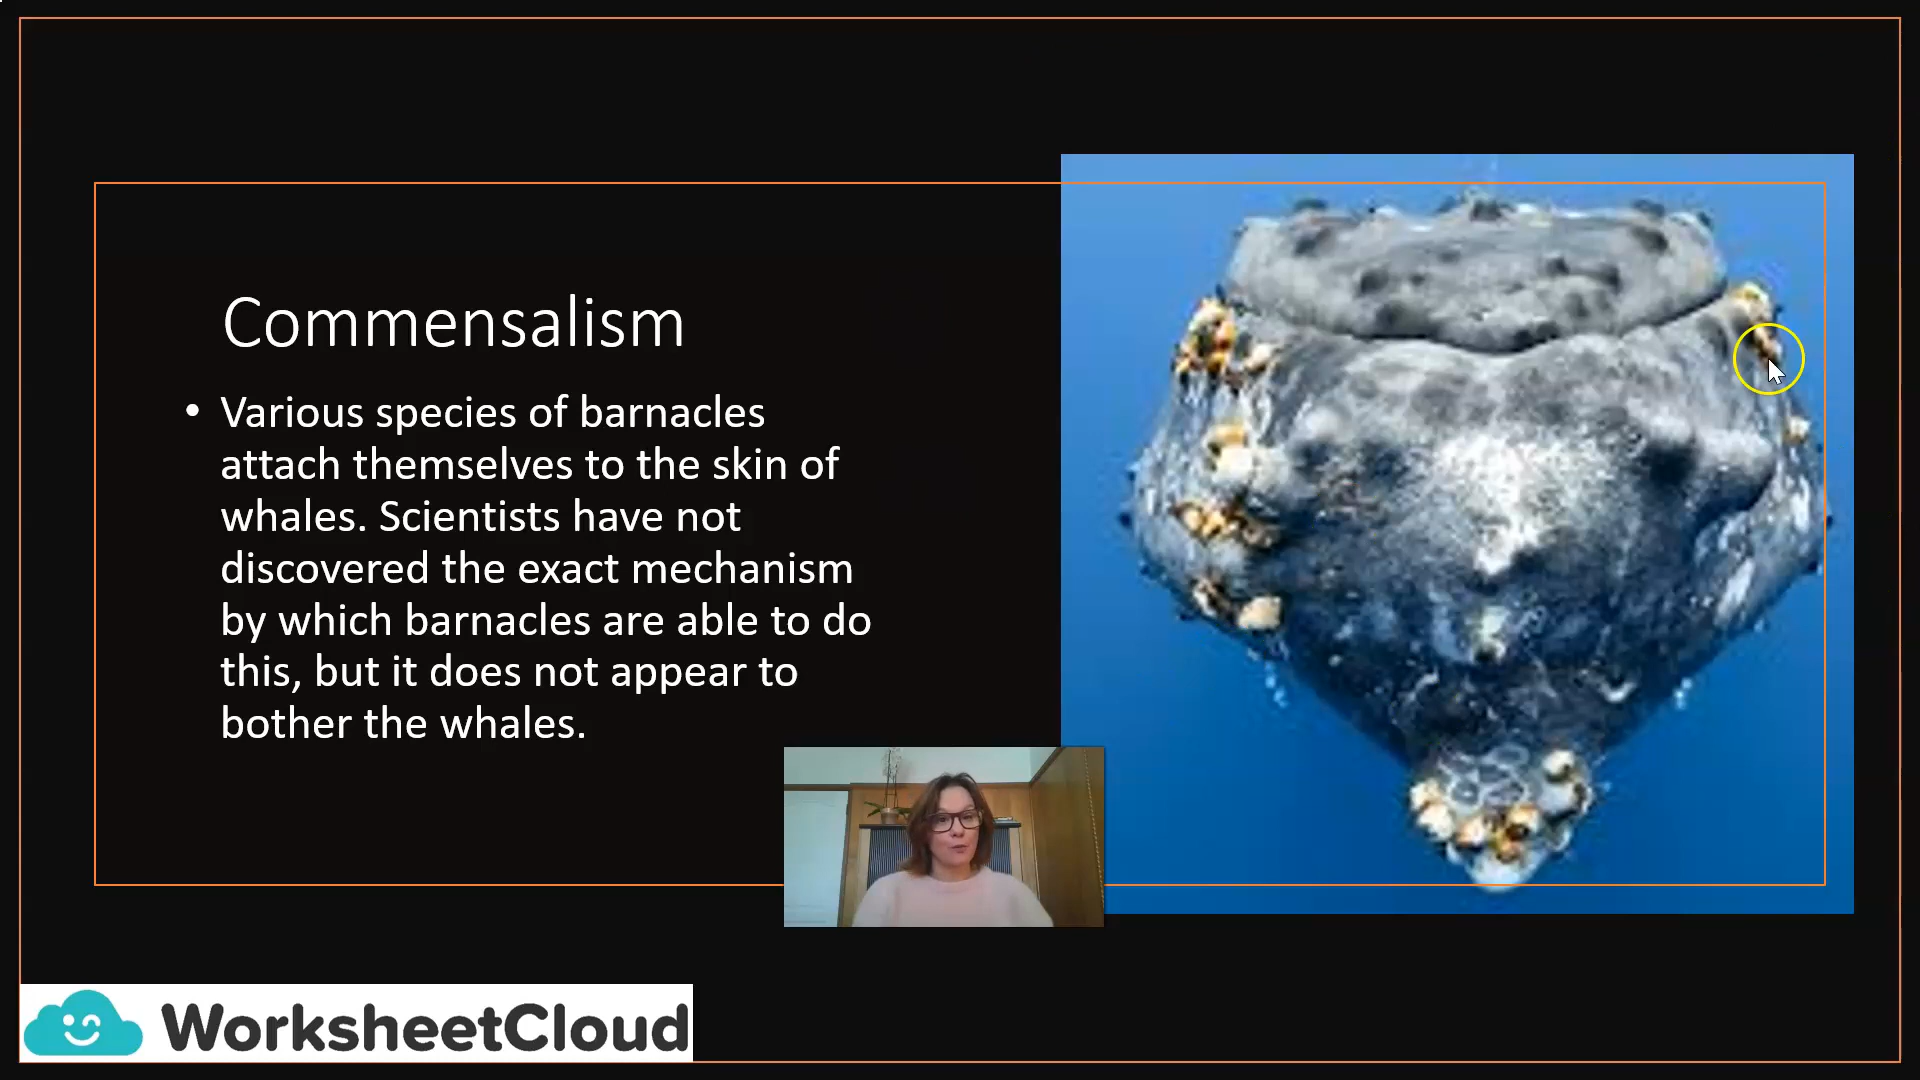 Commensalism
• Various species of barnacles
attach themselves to the skin of
whales. Scientists have not
discovered the exact mechanism
by which barnacles are able to do
this, but it does not appear to
bother the whales.
WorksheetCloud